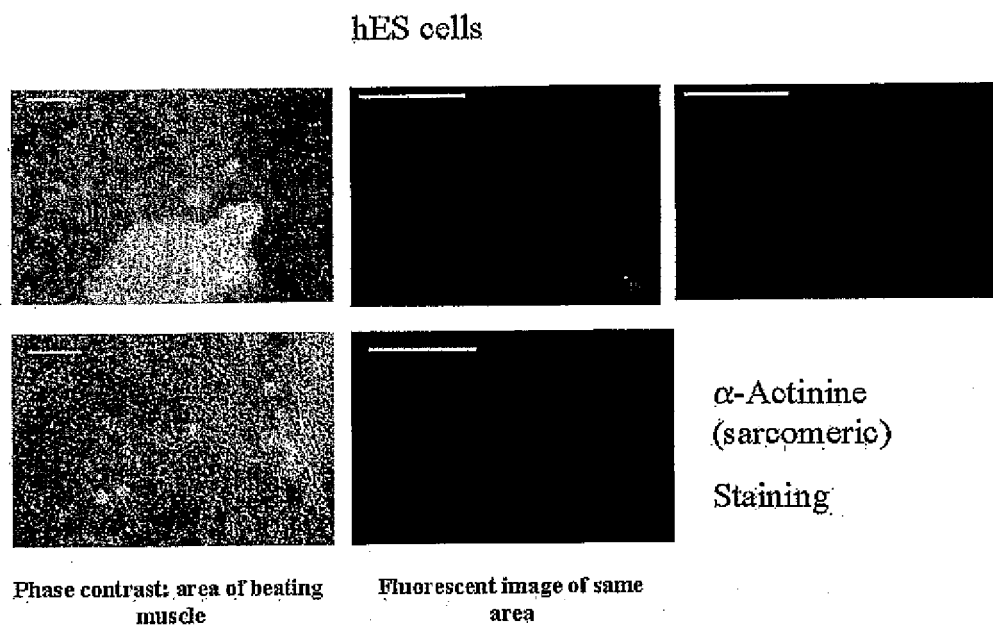 hES cells
α-Actinine
(sarcomeric)
Staining
Phase contrast: area of beating
muscle
Fluorescent image of same
area